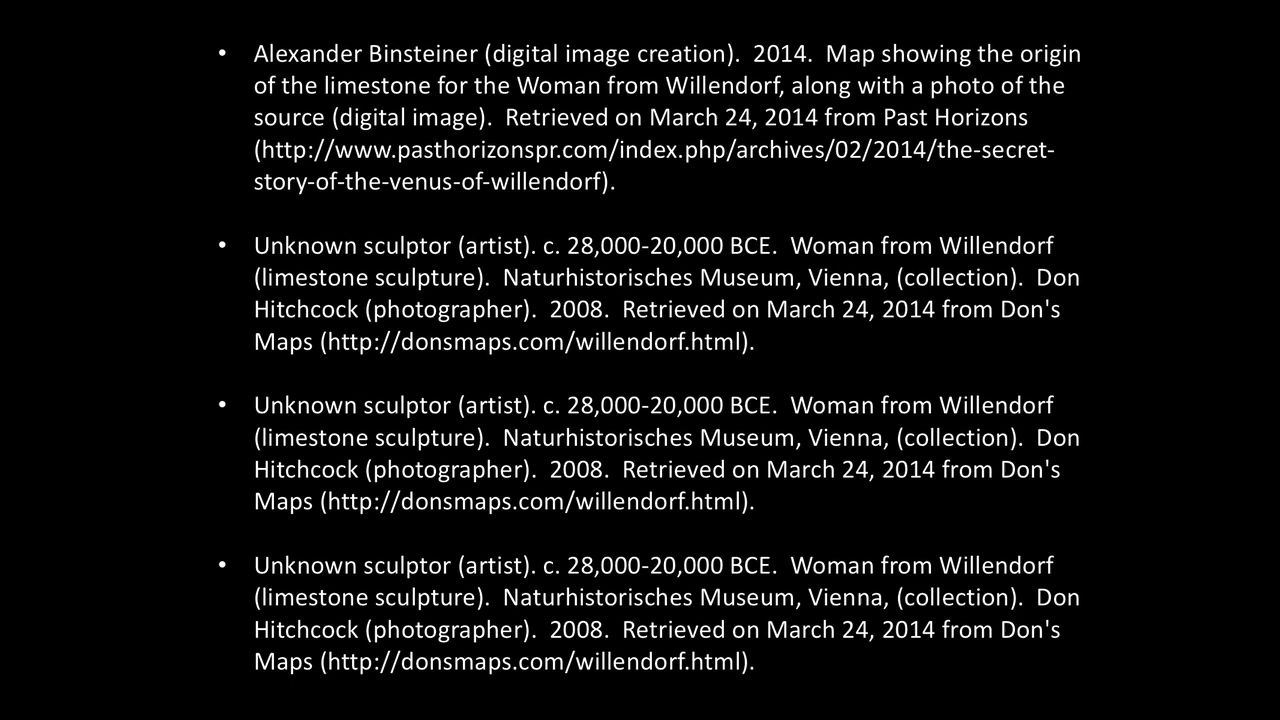 • Alexander Binsteiner (digital image creation).  2014.  Map showing the origin
of the limestone for the Woman from Willendorf, along with a photo of the
source (digital image).  Retrieved on March 24, 2014 from Past Horizons
(http://www.pasthorizonspr.com/index.php/archives/02/2014/the-secret-
story-of-the-venus-of-willendorf).
• Unknown sculptor (artist). c. 28,000-20,000 BCE.  Woman from Willendorf
(limestone sculpture).  Naturhistorisches Museum, Vienna, (collection).  Don
Hitchcock (photographer).  2008.  Retrieved on March 24, 2014 from Don's
Maps (http://donsmaps.com/willendorf.html).
• Unknown sculptor (artist). c. 28,000-20,000 BCE.  Woman from Willendorf
(limestone sculpture).  Naturhistorisches Museum, Vienna, (collection).  Don
Hitchcock (photographer).  2008.  Retrieved on March 24, 2014 from Don's
Maps (http://donsmaps.com/willendorf.html).
• Unknown sculptor (artist). c. 28,000-20,000 BCE.  Woman from Willendorf
(limestone sculpture).  Naturhistorisches Museum, Vienna, (collection).  Don
Hitchcock (photographer).  2008.  Retrieved on March 24, 2014 from Don's
Maps (http://donsmaps.com/willendorf.html).